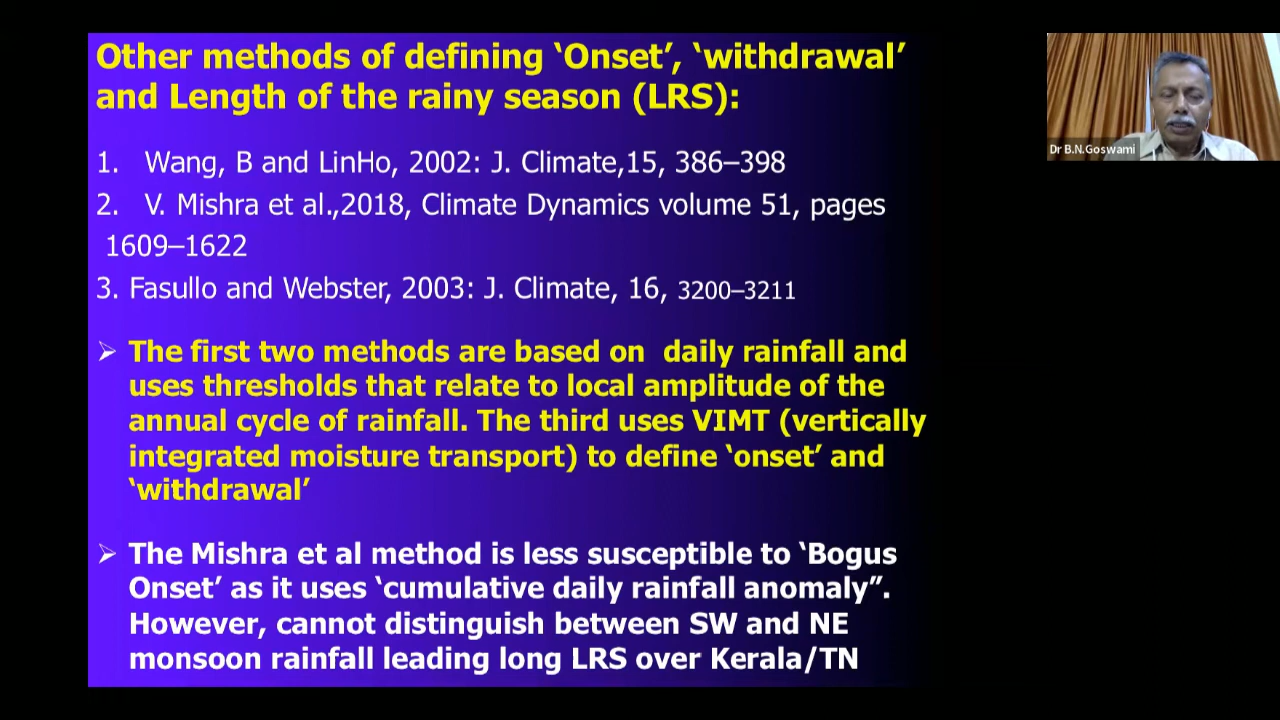 Other methods of defining ‘Onset’, ‘withdrawal’
and Length of the rainy season (LRS):
1. Wang, B and LinHo, 2002: J. Climate,15, 386–398
2. V. Mishra et al.,2018, Climate Dynamics volume 51, pages
1609–1622
3. Fasullo and Webster, 2003: J. Climate, 16, 3200–3211
➢ The first two methods are based on daily rainfall and
uses thresholds that relate to local amplitude of the
annual cycle of rainfall. The third uses VIMT (vertically
integrated moisture transport) to define ‘onset’ and
‘withdrawal’
➢ The Mishra et al method is less susceptible to ‘Bogus
Onset’ as it uses ‘cumulative daily rainfall anomaly”.
However, cannot distinguish between SW and NE
monsoon rainfall leading long LRS over Kerala/TN
Dr B.N.Goswami